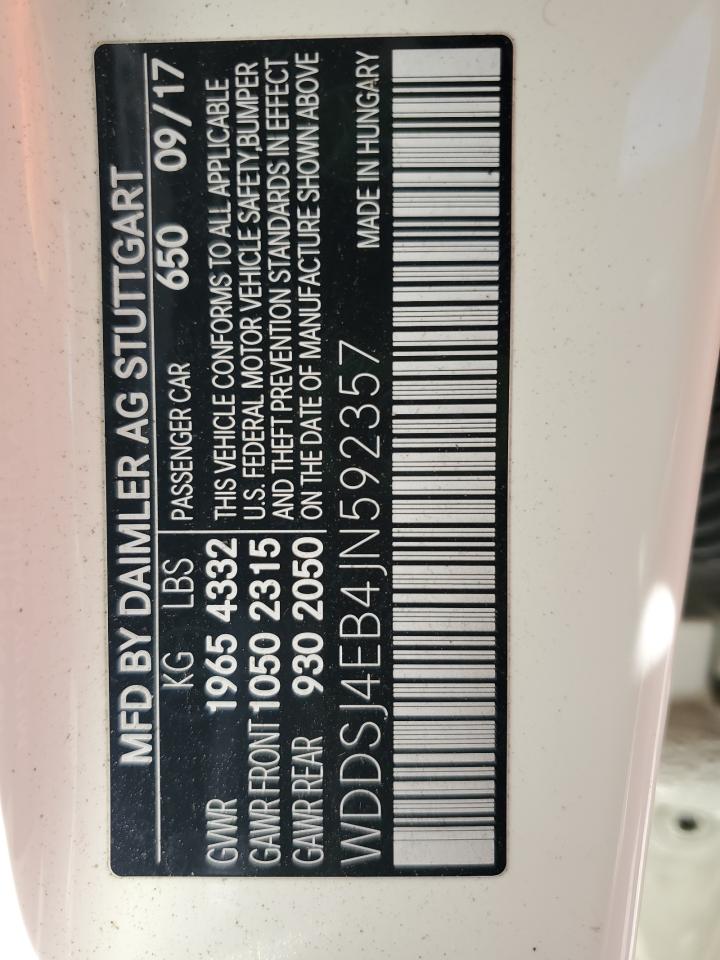 MFD BY DAIMLER AG STUTTGART
KG LBS PASSENGER CAR 650 09/17
GWR 1965 4332 THIS VEHICLE CONFORMS TO ALL APPLICABLE
GAWR FRONT 1050 2315 U.S. FEDERAL MOTOR VEHICLE SAFETY,BUMPER
AND THEFT PREVENTION STANDARDS IN EFFECT
GAWR REAR 930 2050 ON THE DATE OF MANUFACTURE SHOWN ABOVE
WDDSJ4EB4JN592357 MADE IN HUNGARY